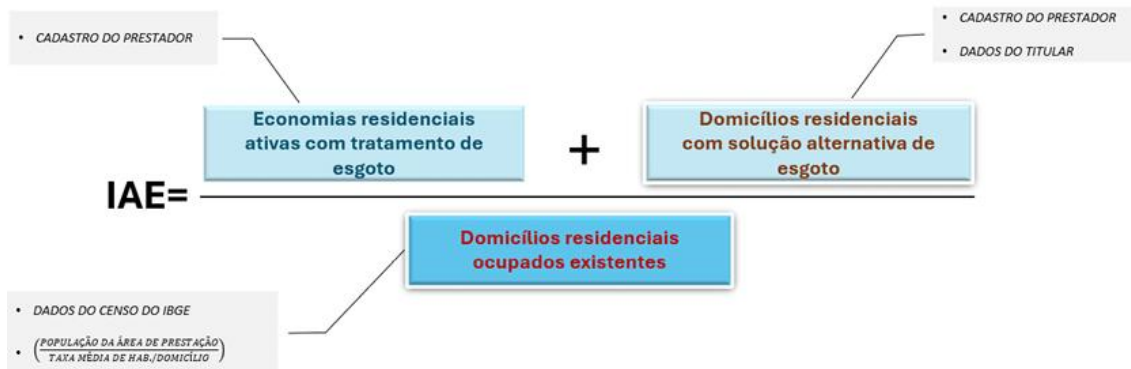 • CADASTRO DO PRESTADOR
• CADASTRO DO PRESTADOR
• DADOS DO TITULAR
Economias residenciais
ativas com tratamento de
esgoto
+
Domicílios residenciais
com solução alternativa de
esgoto
IAE=
Domicílios residenciais
ocupados existentes
• DADOS DO CENSO DO IBGE
• (POPULAÇÃO DA ÁREA DE PRESTAÇÃO
TAXA MÉDIA DE HAB./DOMICÍLIO)